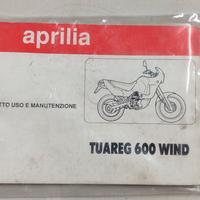 aprilia
TTO USO E MANUTENZIONE
TUAREG 600 WIND